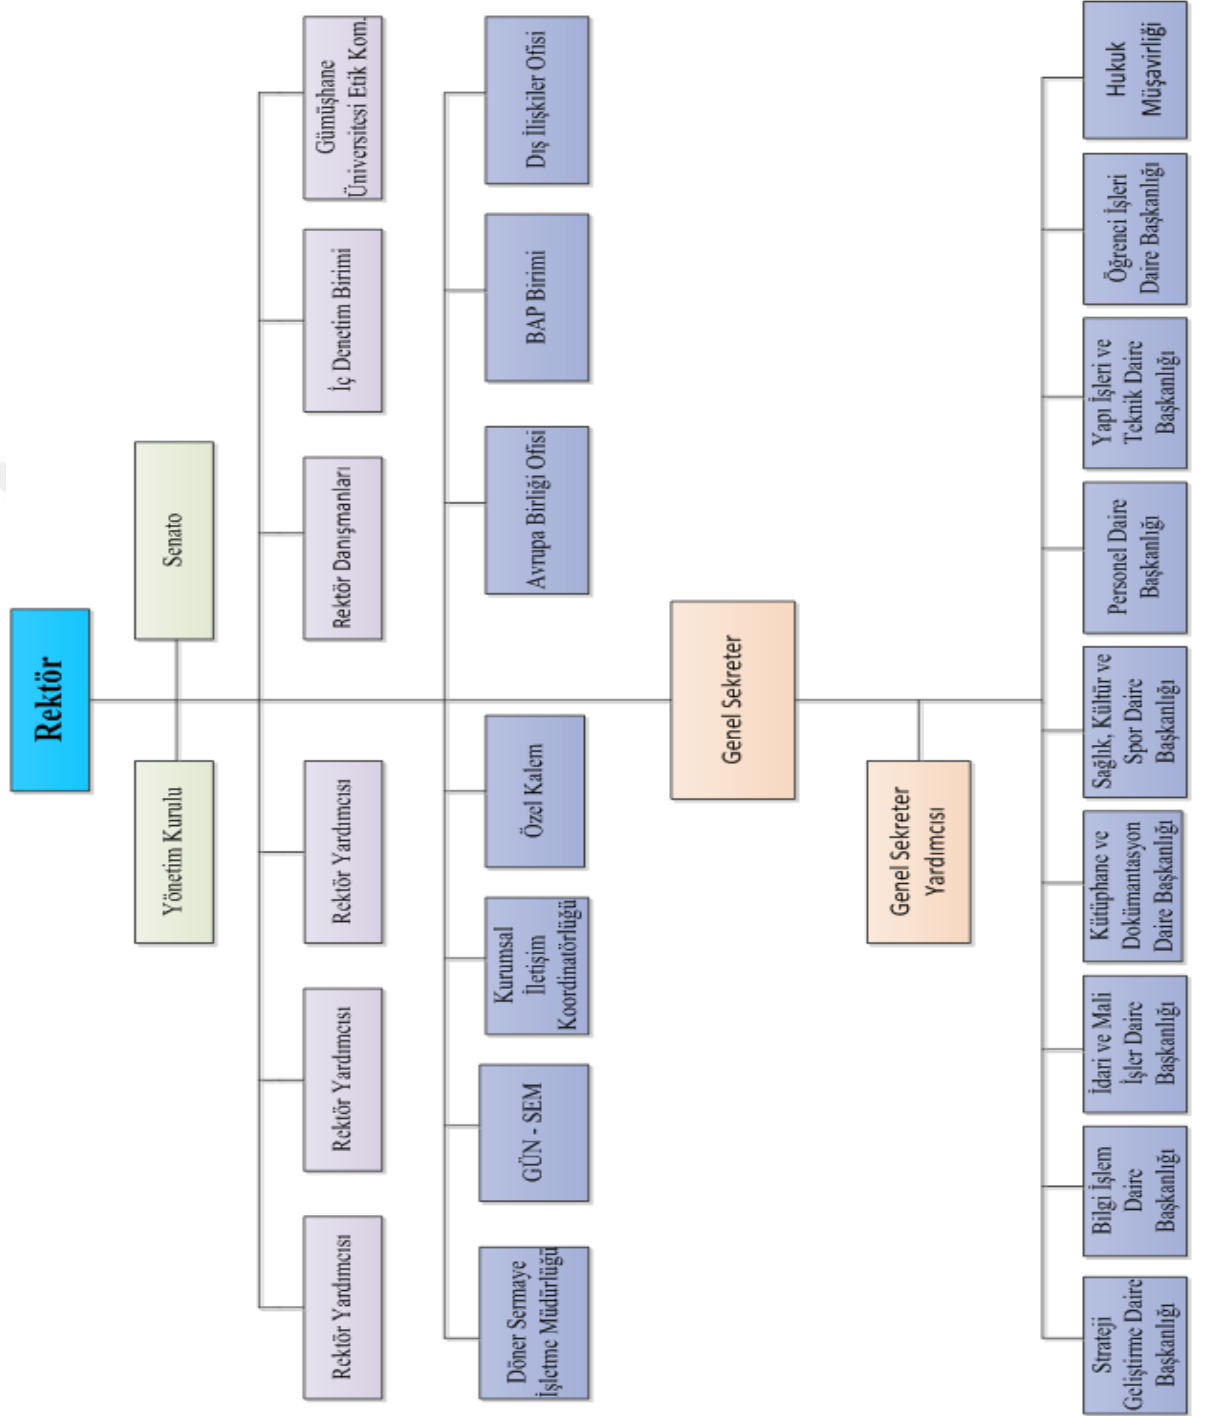 Rektör
Yönetim Kurulu
Senato
Rektör Yardımcısı
Rektör Yardımcısı
Rektör Yardımcısı
Rektör Danışmanları
İç Denetim Birimi
Gümüşhane
Üniversitesi Etik Kom.
Döner Sermaye
İşletme Müdürlüğü
GÜN - SEM
Kurumsal
İletişim
Koordinatörlüğü
Özel Kalem
Avrupa Birliği Ofisi
BAP Birimi
Dış İlişkiler Ofisi
Genel Sekreter
Genel Sekreter
Yardımcısı
Strateji
Geliştirme Daire
Başkanlığı
Bilgi İşlem
Daire
Başkanlığı
İdari ve Mali
İşler Daire
Başkanlığı
Kütüphane ve
Dokümantasyon
Daire Başkanlığı
Sağlık, Kültür ve
Spor Daire
Başkanlığı
Personel Daire
Başkanlığı
Yapı İşleri ve
Teknik Daire
Başkanlığı
Öğrenci İşleri
Daire Başkanlığı
Hukuk
Müşavirliği